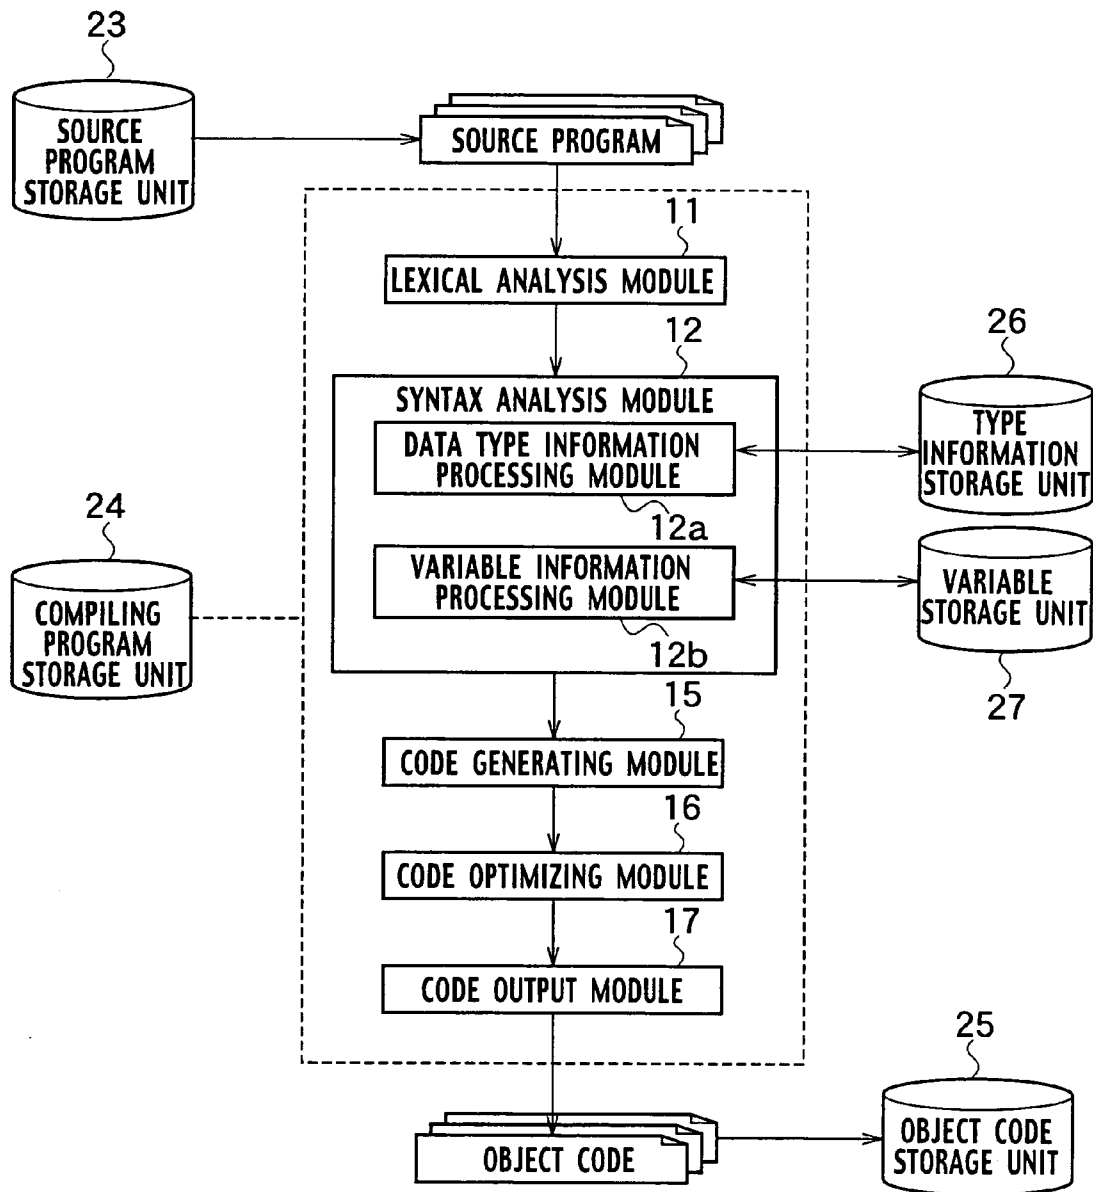 23
SOURCE
PROGRAM
STORAGE UNIT
SOURCE PROGRAM
11
LEXICAL ANALYSIS MODULE
12
SYNTAX ANALYSIS MODULE
DATA TYPE INFORMATION
PROCESSING MODULE
12a
VARIABLE INFORMATION
PROCESSING MODULE
12b
26
TYPE
INFORMATION
STORAGE UNIT
VARIABLE
STORAGE UNIT
27
24
COMPILING
PROGRAM
STORAGE UNIT
15
CODE GENERATING MODULE
16
CODE OPTIMIZING MODULE
17
CODE OUTPUT MODULE
25
OBJECT CODE
OBJECT CODE
STORAGE UNIT